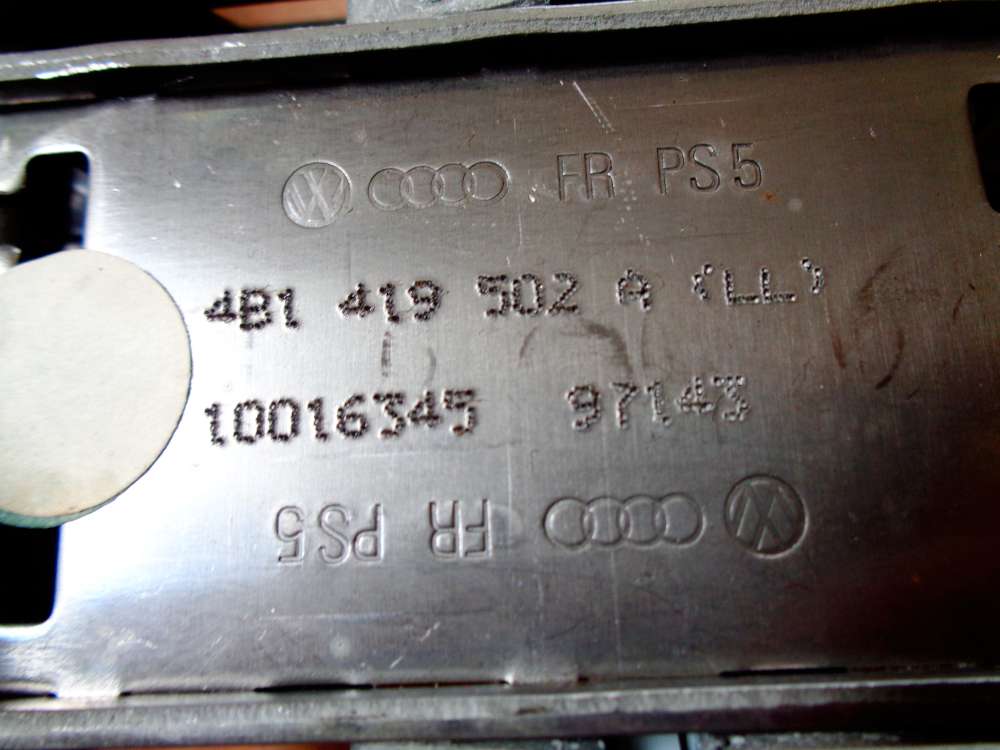 FR PS5
4B1 419 502 A (LL)
10016345 97143
FR PS5